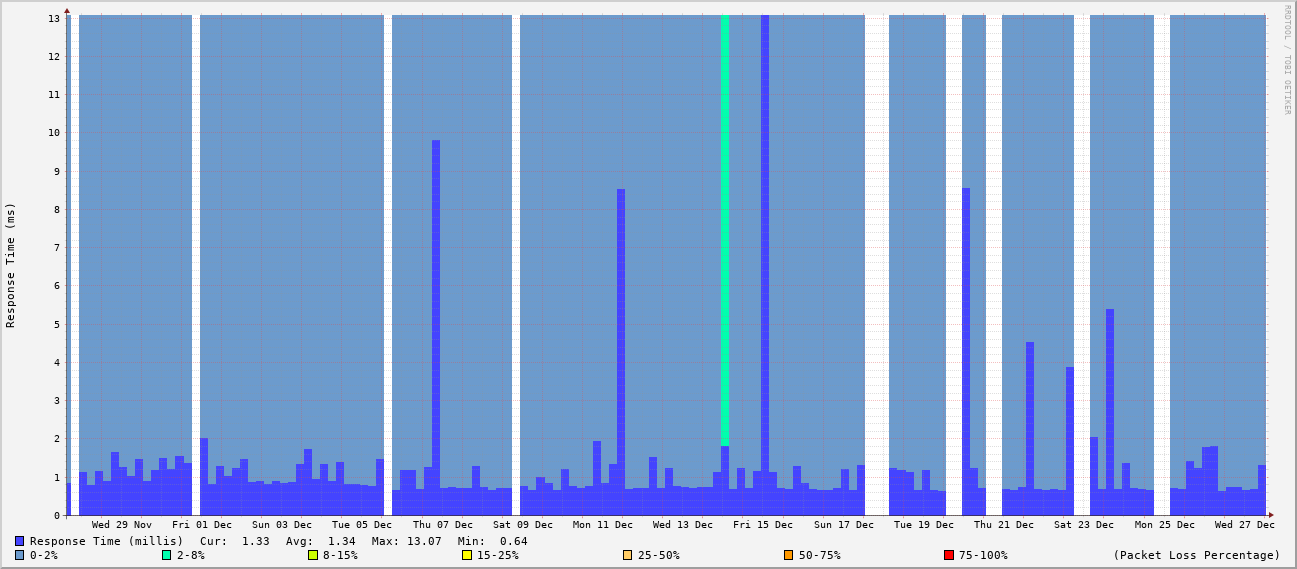 RRDTOOL / TOBI OETIKER
Response Time (ms)
13
12
11
10
9
8
7
6
5
4
3
2
1
0
Wed 29 Nov Fri 01 Dec Sun 03 Dec Tue 05 Dec Thu 07 Dec Sat 09 Dec Mon 11 Dec Wed 13 Dec Fri 15 Dec Sun 17 Dec Tue 19 Dec Thu 21 Dec Sat 23 Dec Mon 25 Dec Wed 27 Dec
Response Time (millis) Cur: 1.33 Avg: 1.34 Max: 13.07 Min: 0.64
0-2% 2-8% 8-15% 15-25% 25-50% 50-75% 75-100% (Packet Loss Percentage)